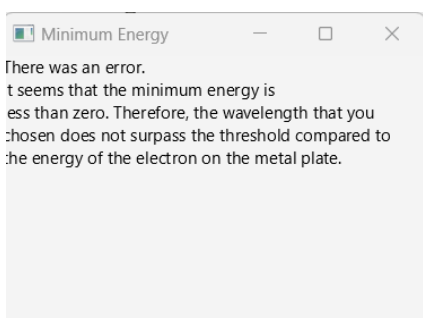 Minimum Energy
There was an error.
t seems that the minimum energy is
ess than zero. Therefore, the wavelength that you
chosen does not surpass the threshold compared to
the energy of the electron on the metal plate.